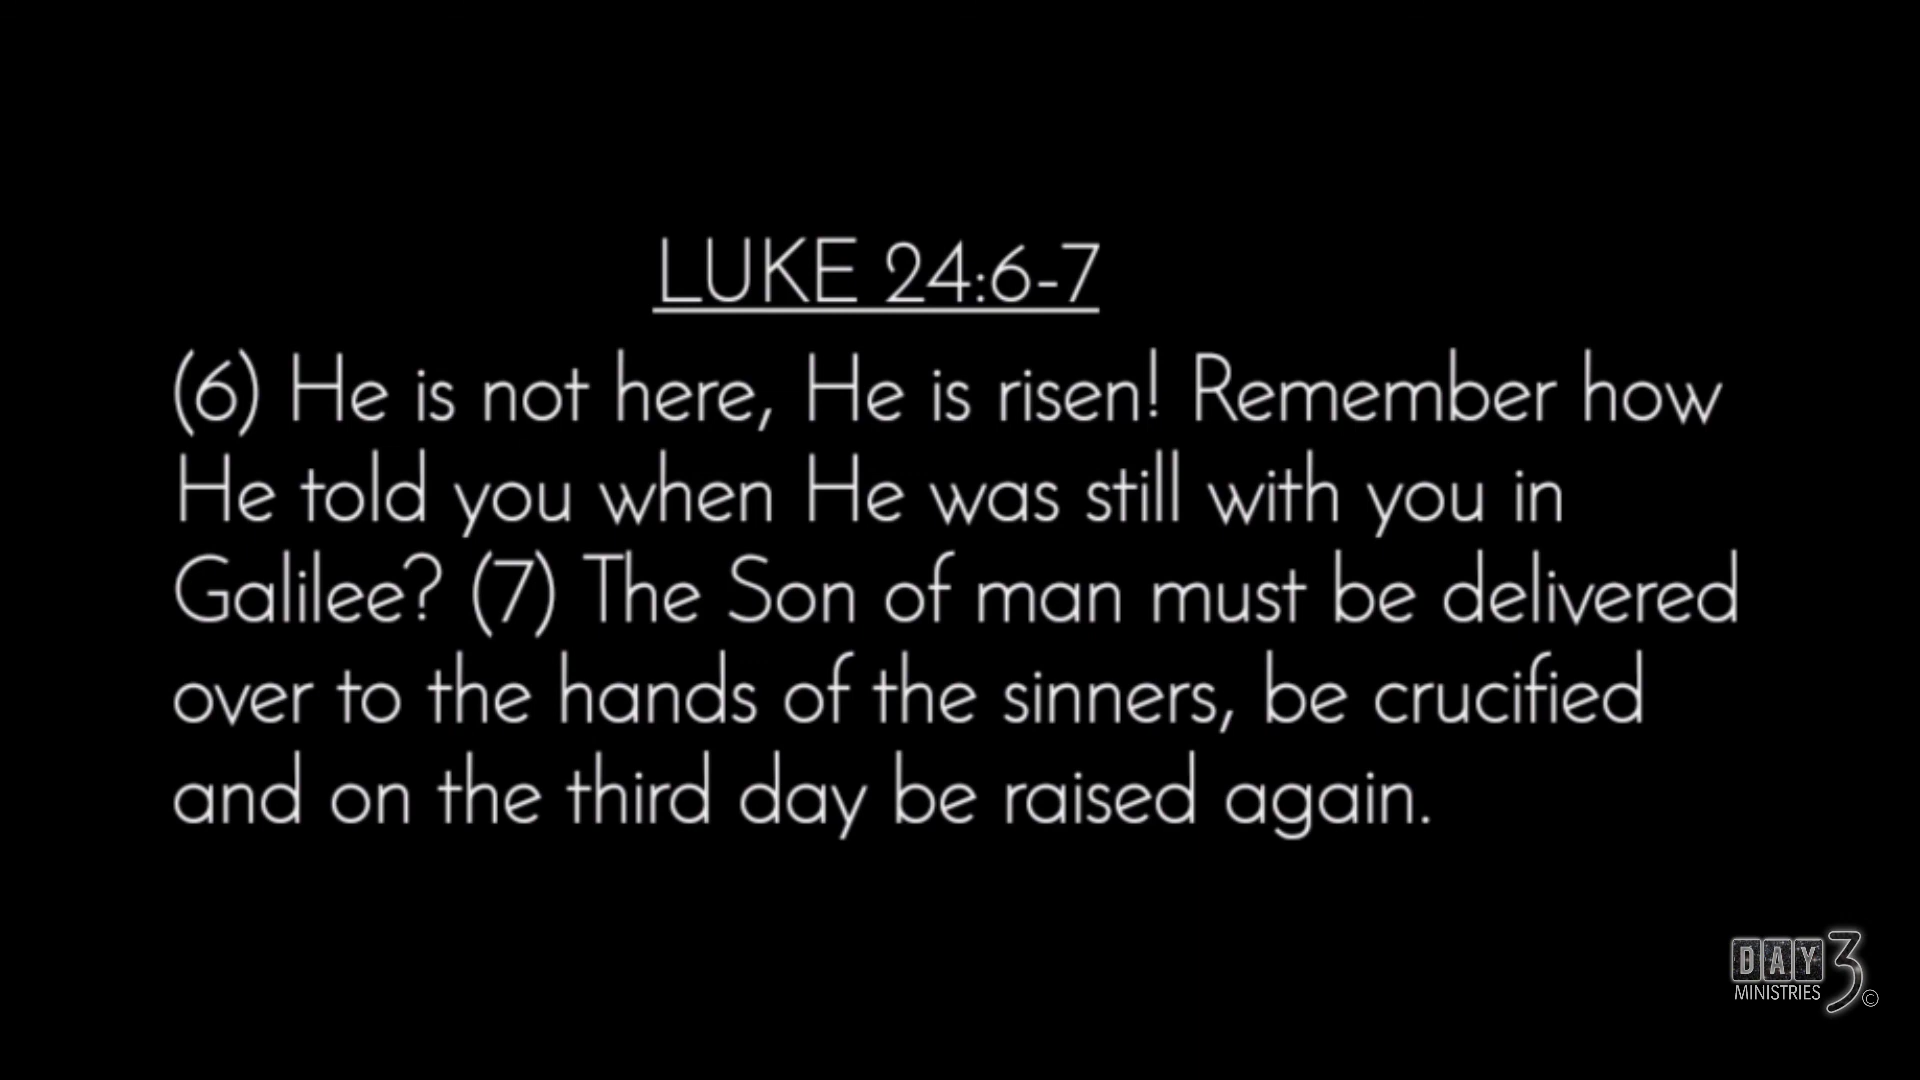 LUKE 24:6-7
(6) He is not here, He is risen! Remember how
He told you when He was still with you in
Galilee? (7) The Son of man must be delivered
over to the hands of the sinners, be crucified
and on the third day be raised again.
DAY 3
MINISTRIES ©